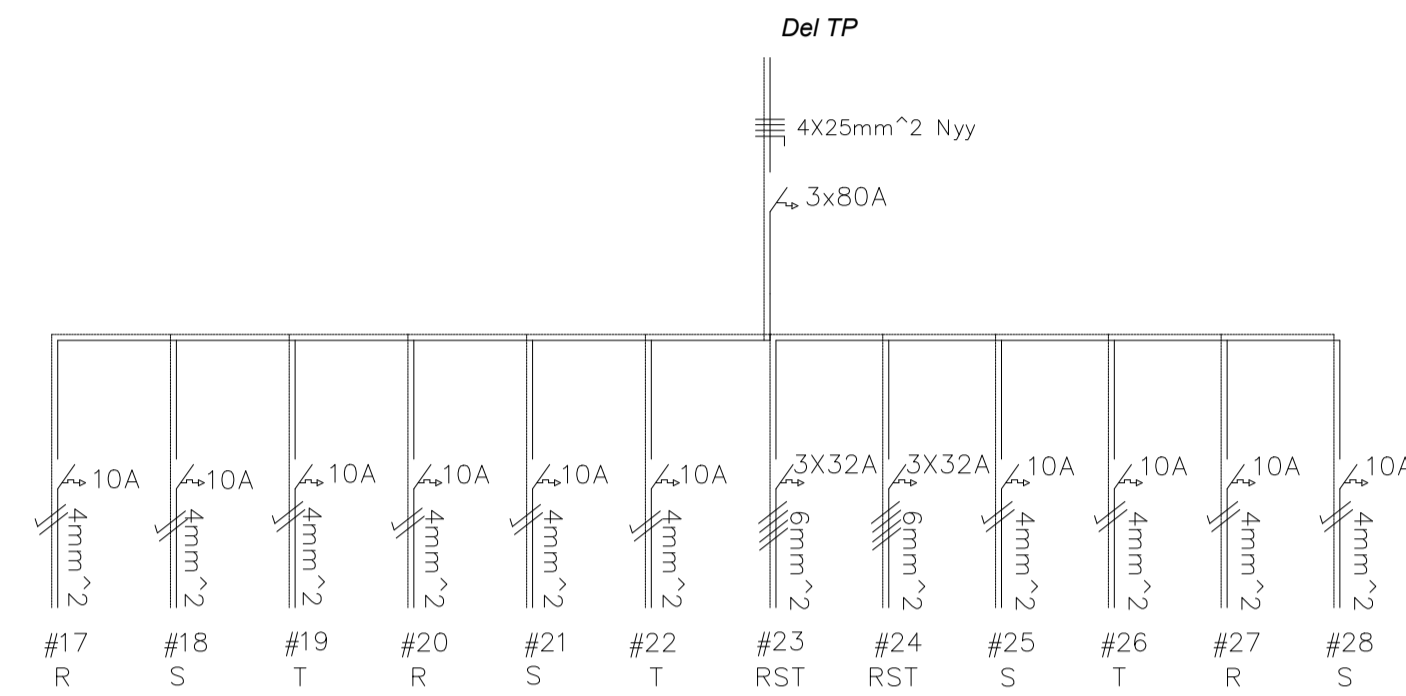 Del TP
4X25mm^2 Nyy
3x80A
10A 10A 10A 10A 10A 10A 3X32A 3X32A 10A 10A 10A 10A
4mm^2 4mm^2 4mm^2 4mm^2 4mm^2 4mm^2 6mm^2 6mm^2 4mm^2 4mm^2 4mm^2 4mm^2
#17 #18 #19 #20 #21 #22 #23 #24 #25 #26 #27 #28
R S T R S T RST RST S T R S